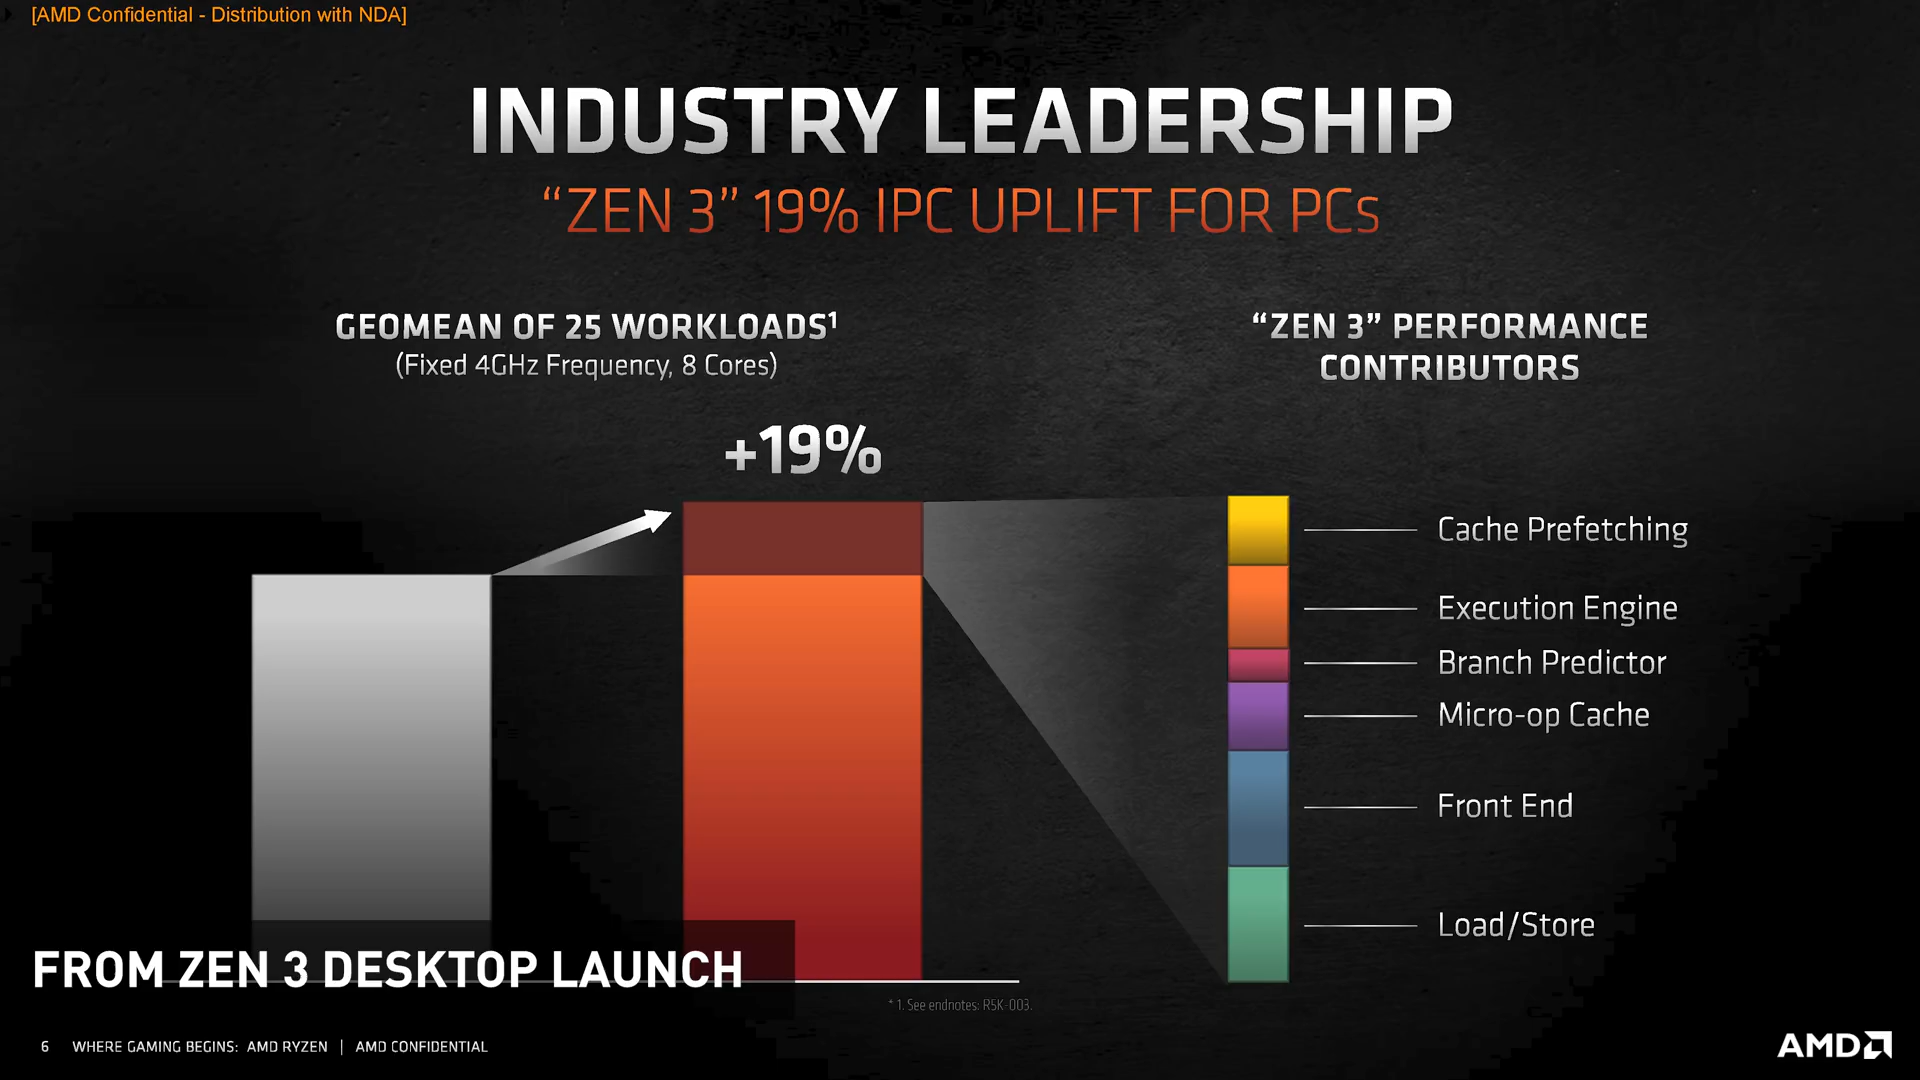 [AMD Confidential - Distribution with NDA]
INDUSTRY LEADERSHIP
“ZEN 3” 19% IPC UPLIFT FOR PCs
GEOMEAN OF 25 WORKLOADS¹
(Fixed 4GHz Frequency, 8 Cores)
+19%
“ZEN 3” PERFORMANCE
CONTRIBUTORS
Cache Prefetching
Execution Engine
Branch Predictor
Micro-op Cache
Front End
Load/Store
FROM ZEN 3 DESKTOP LAUNCH
* 1. See endnotes: R5K-003.
6 WHERE GAMING BEGINS: AMD RYZEN | AMD CONFIDENTIAL
AMD